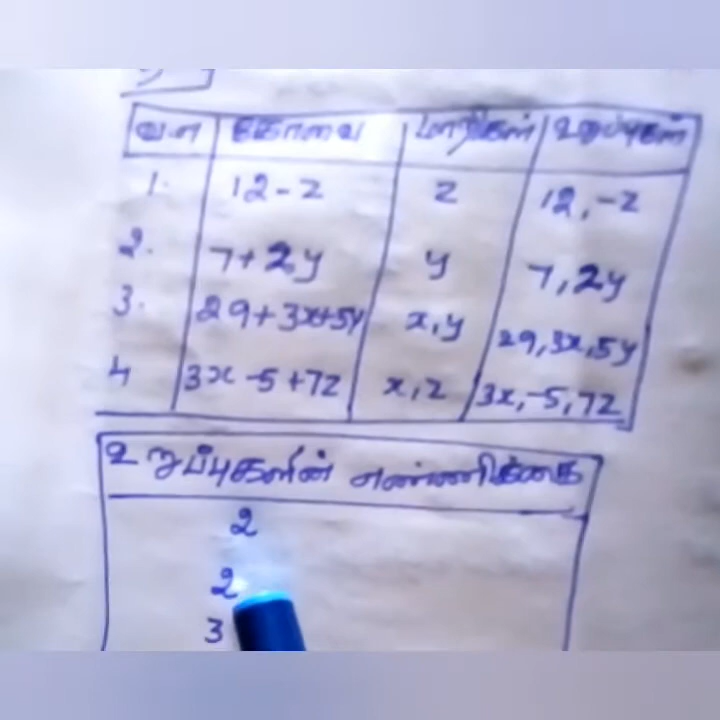 வ.எ கோவை மாறிகள் உறுப்புகள்
1. 12-z z 12,-z
2. 7+2y y 7,2y
3. 29+3x+5y x,y 29,3x,5y
4 3x-5+7z x,z 3x,-5,7z
உறுப்புகளின் எண்ணிக்கை
2
2
3